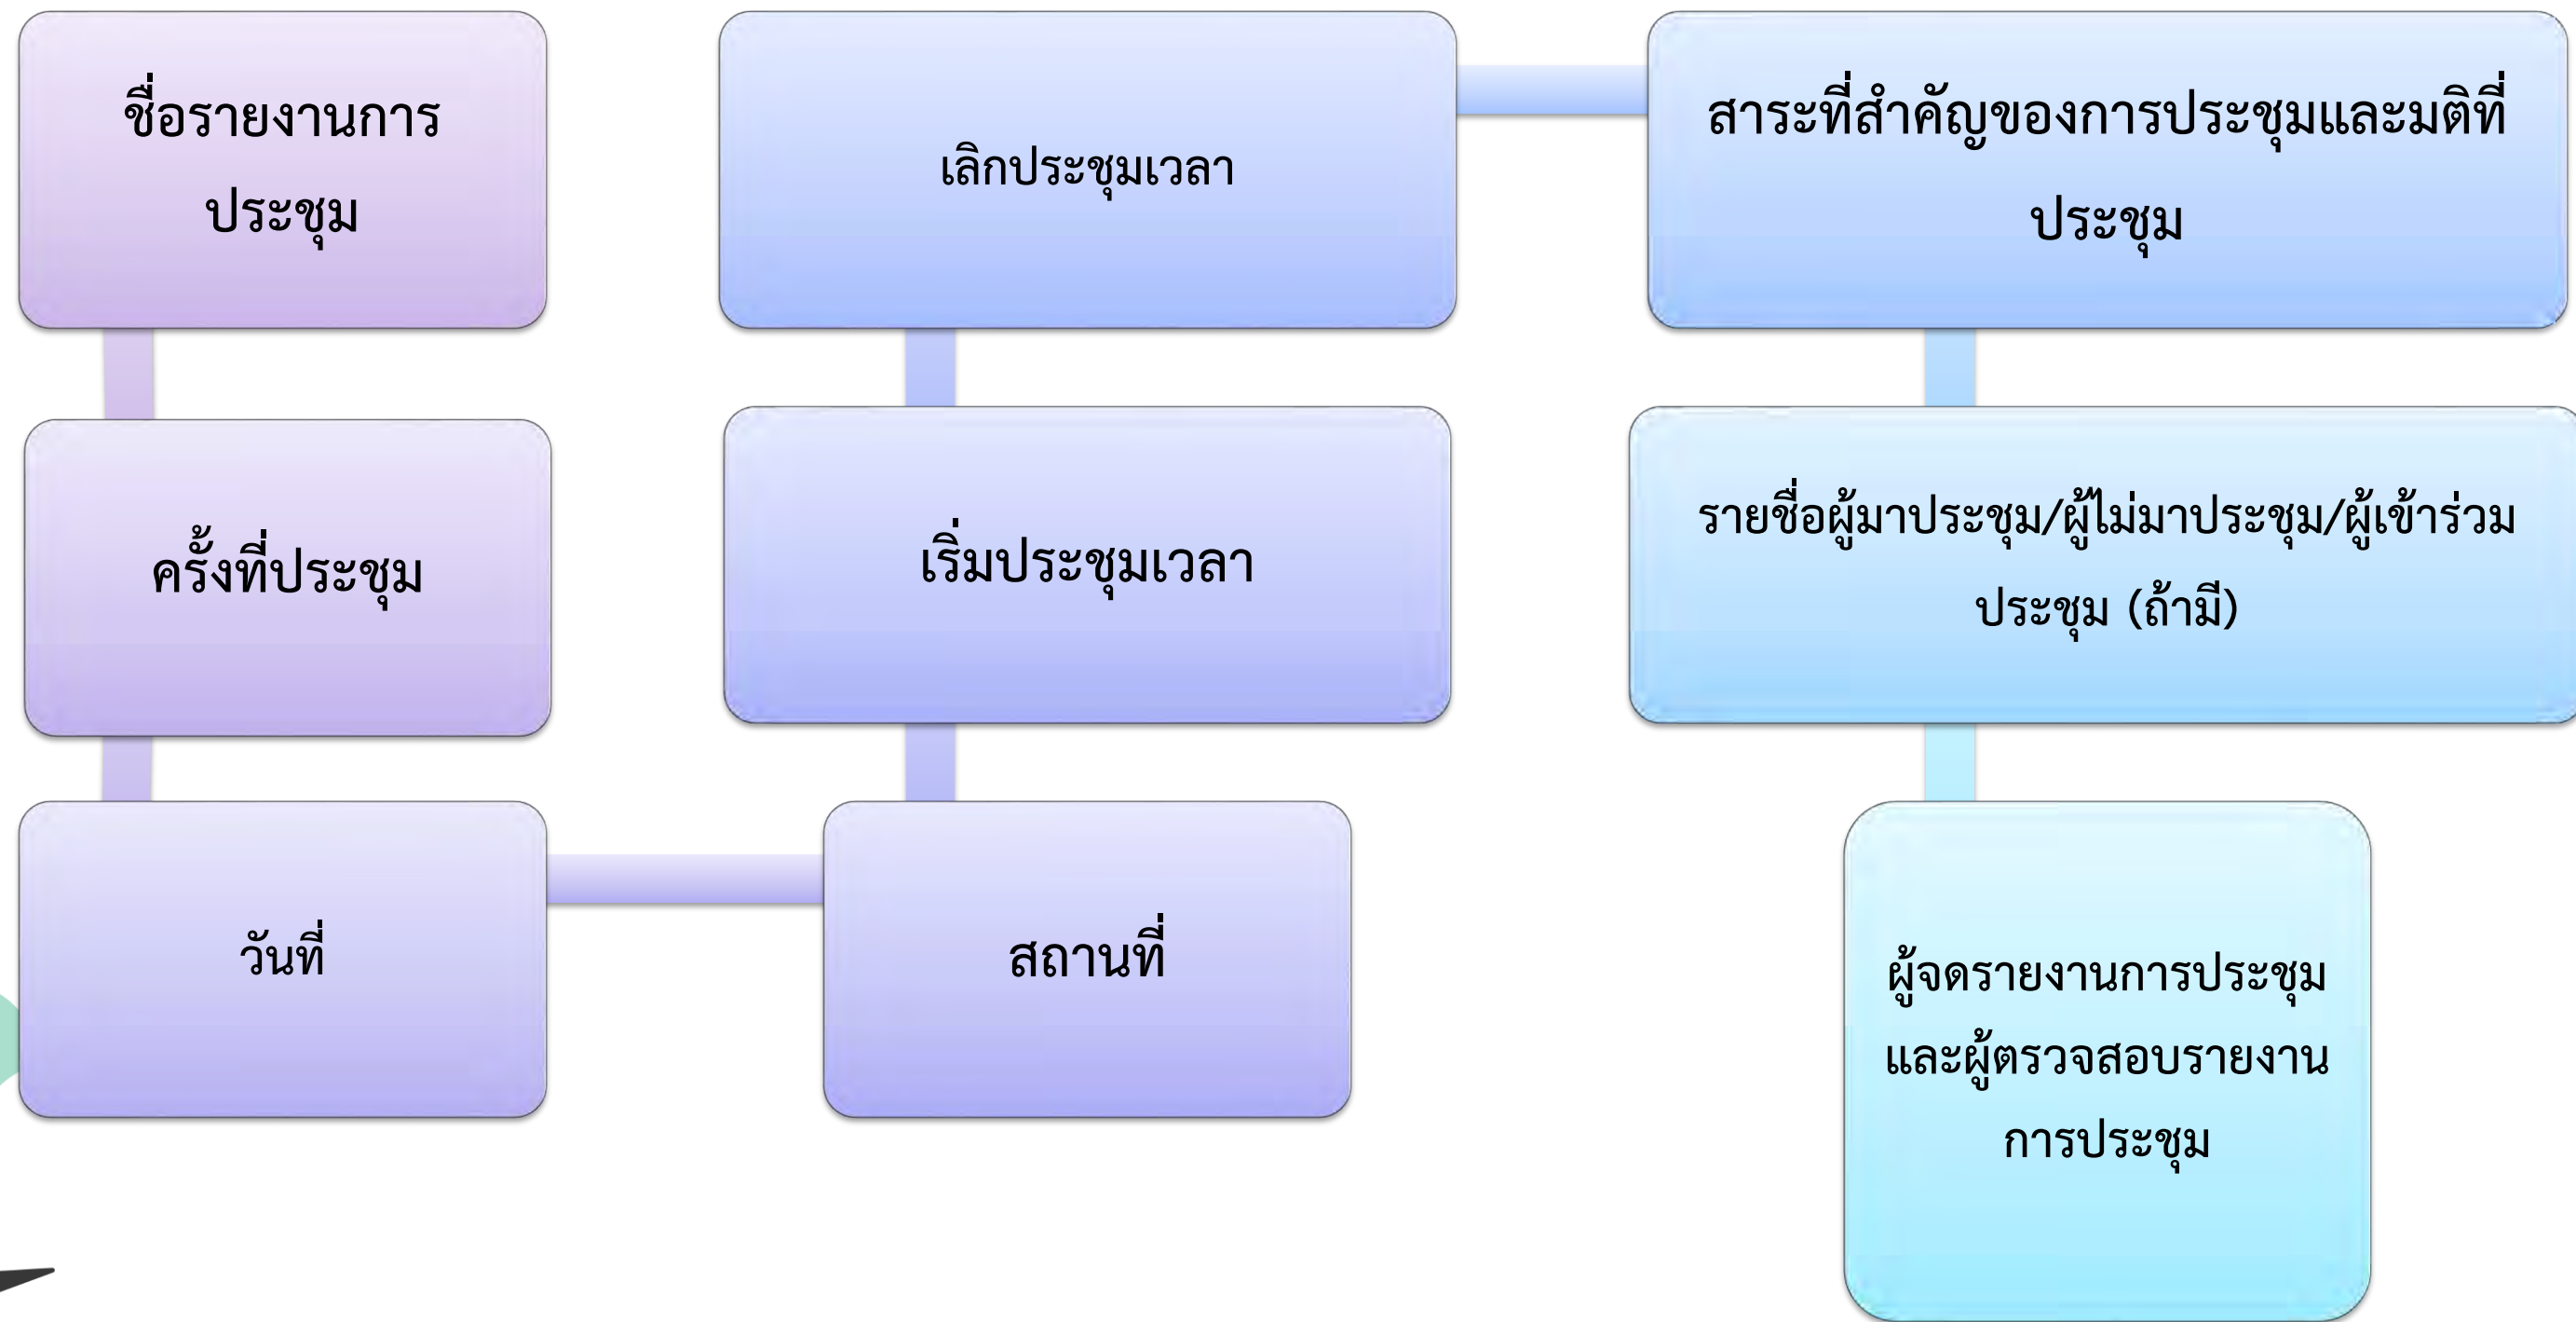 ชื่อรายงานการ
ประชุม
ครั้งที่ประชุม
วันที่
สถานที่
เริ่มประชุมเวลา
เลิกประชุมเวลา
สาระที่สำคัญของการประชุมและมติที่
ประชุม
รายชื่อผู้มาประชุม/ผู้ไม่มาประชุม/ผู้เข้าร่วม
ประชุม (ถ้ามี)
ผู้จดรายงานการประชุม
และผู้ตรวจสอบรายงาน
การประชุม